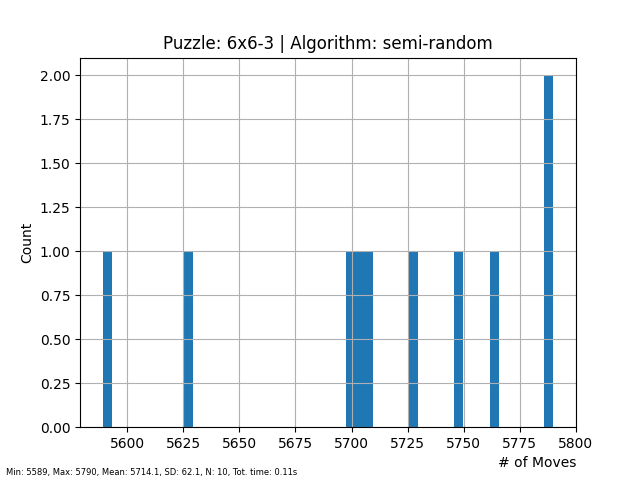 Puzzle: 6x6-3 | Algorithm: semi-random
2.00
1.75
1.50
1.25
1.00
0.75
0.50
0.25
0.00
Count
5600 5625 5650 5675 5700 5725 5750 5775 5800
# of Moves
Min: 5589, Max: 5790, Mean: 5714.1, SD: 62.1, N: 10, Tot. time: 0.11s